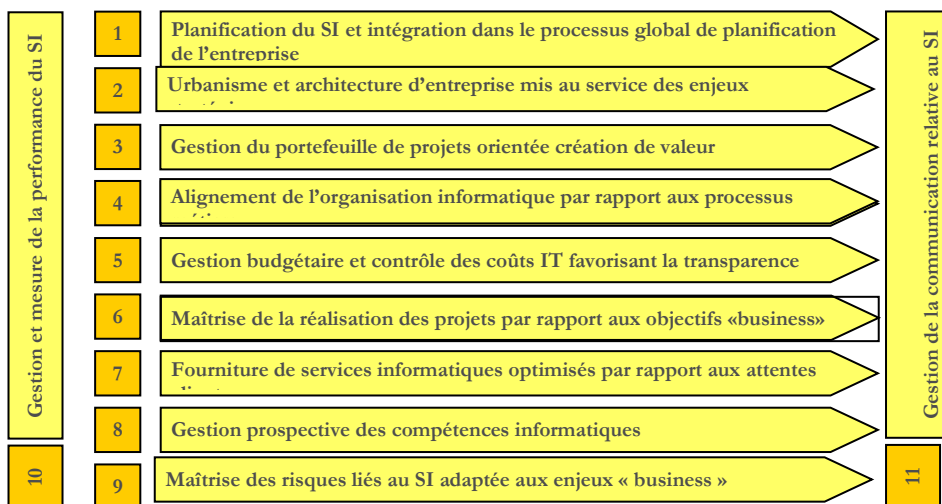 Gestion et mesure de la performance du SI
10
1
Planification du SI et intégration dans le processus global de planification
de l’entreprise
2
Urbanisme et architecture d’entreprise mis au service des enjeux
3
Gestion du portefeuille de projets orientée création de valeur
4
Alignement de l’organisation informatique par rapport aux processus
5
Gestion budgétaire et contrôle des coûts IT favorisant la transparence
6
Maîtrise de la réalisation des projets par rapport aux objectifs «business»
7
Fourniture de services informatiques optimisés par rapport aux attentes
8
Gestion prospective des compétences informatiques
9
Maîtrise des risques liés au SI adaptée aux enjeux « business »
Gestion de la communication relative au SI
11